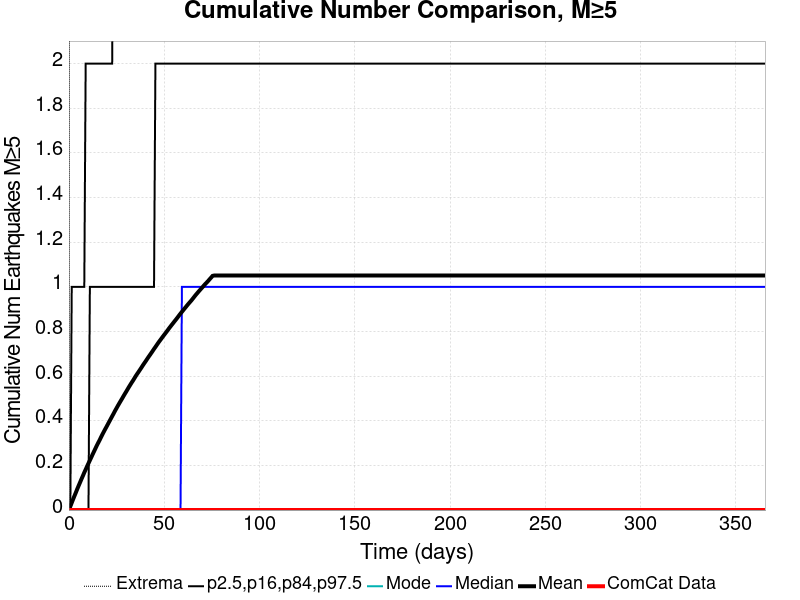 Cumulative Number Comparison, M≥5
Cumulative Num Earthquakes M≥5
2
1.8
1.6
1.4
1.2
1
0.8
0.6
0.4
0.2
0
0 50 100 150 200 250 300 350
Time (days)
Extrema p2.5,p16,p84,p97.5 Mode Median Mean ComCat Data